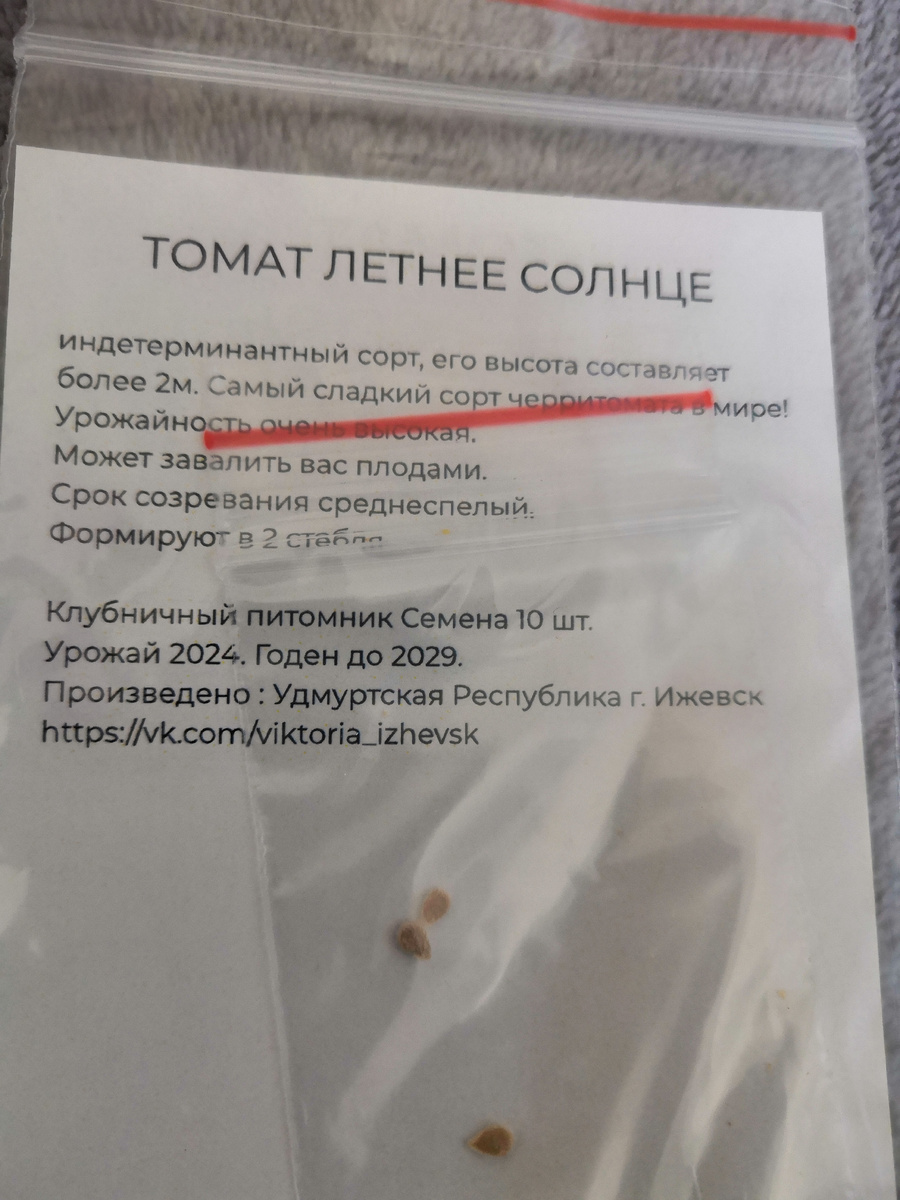 ТОМАТ ЛЕТНЕЕ СОЛНЦЕ
индетерминантный сорт, его высота составляет
более 2м. Самый сладкий сорт черритомата в мире!
Урожайность очень высокая.
Может завалить вас плодами.
Срок созревания среднеспелый.
Формируют в 2 стебля
Клубничный питомник Семена 10 шт.
Урожай 2024. Годен до 2029.
Произведено : Удмуртская Республика г. Ижевск
https://vk.com/viktoria_izhevsk